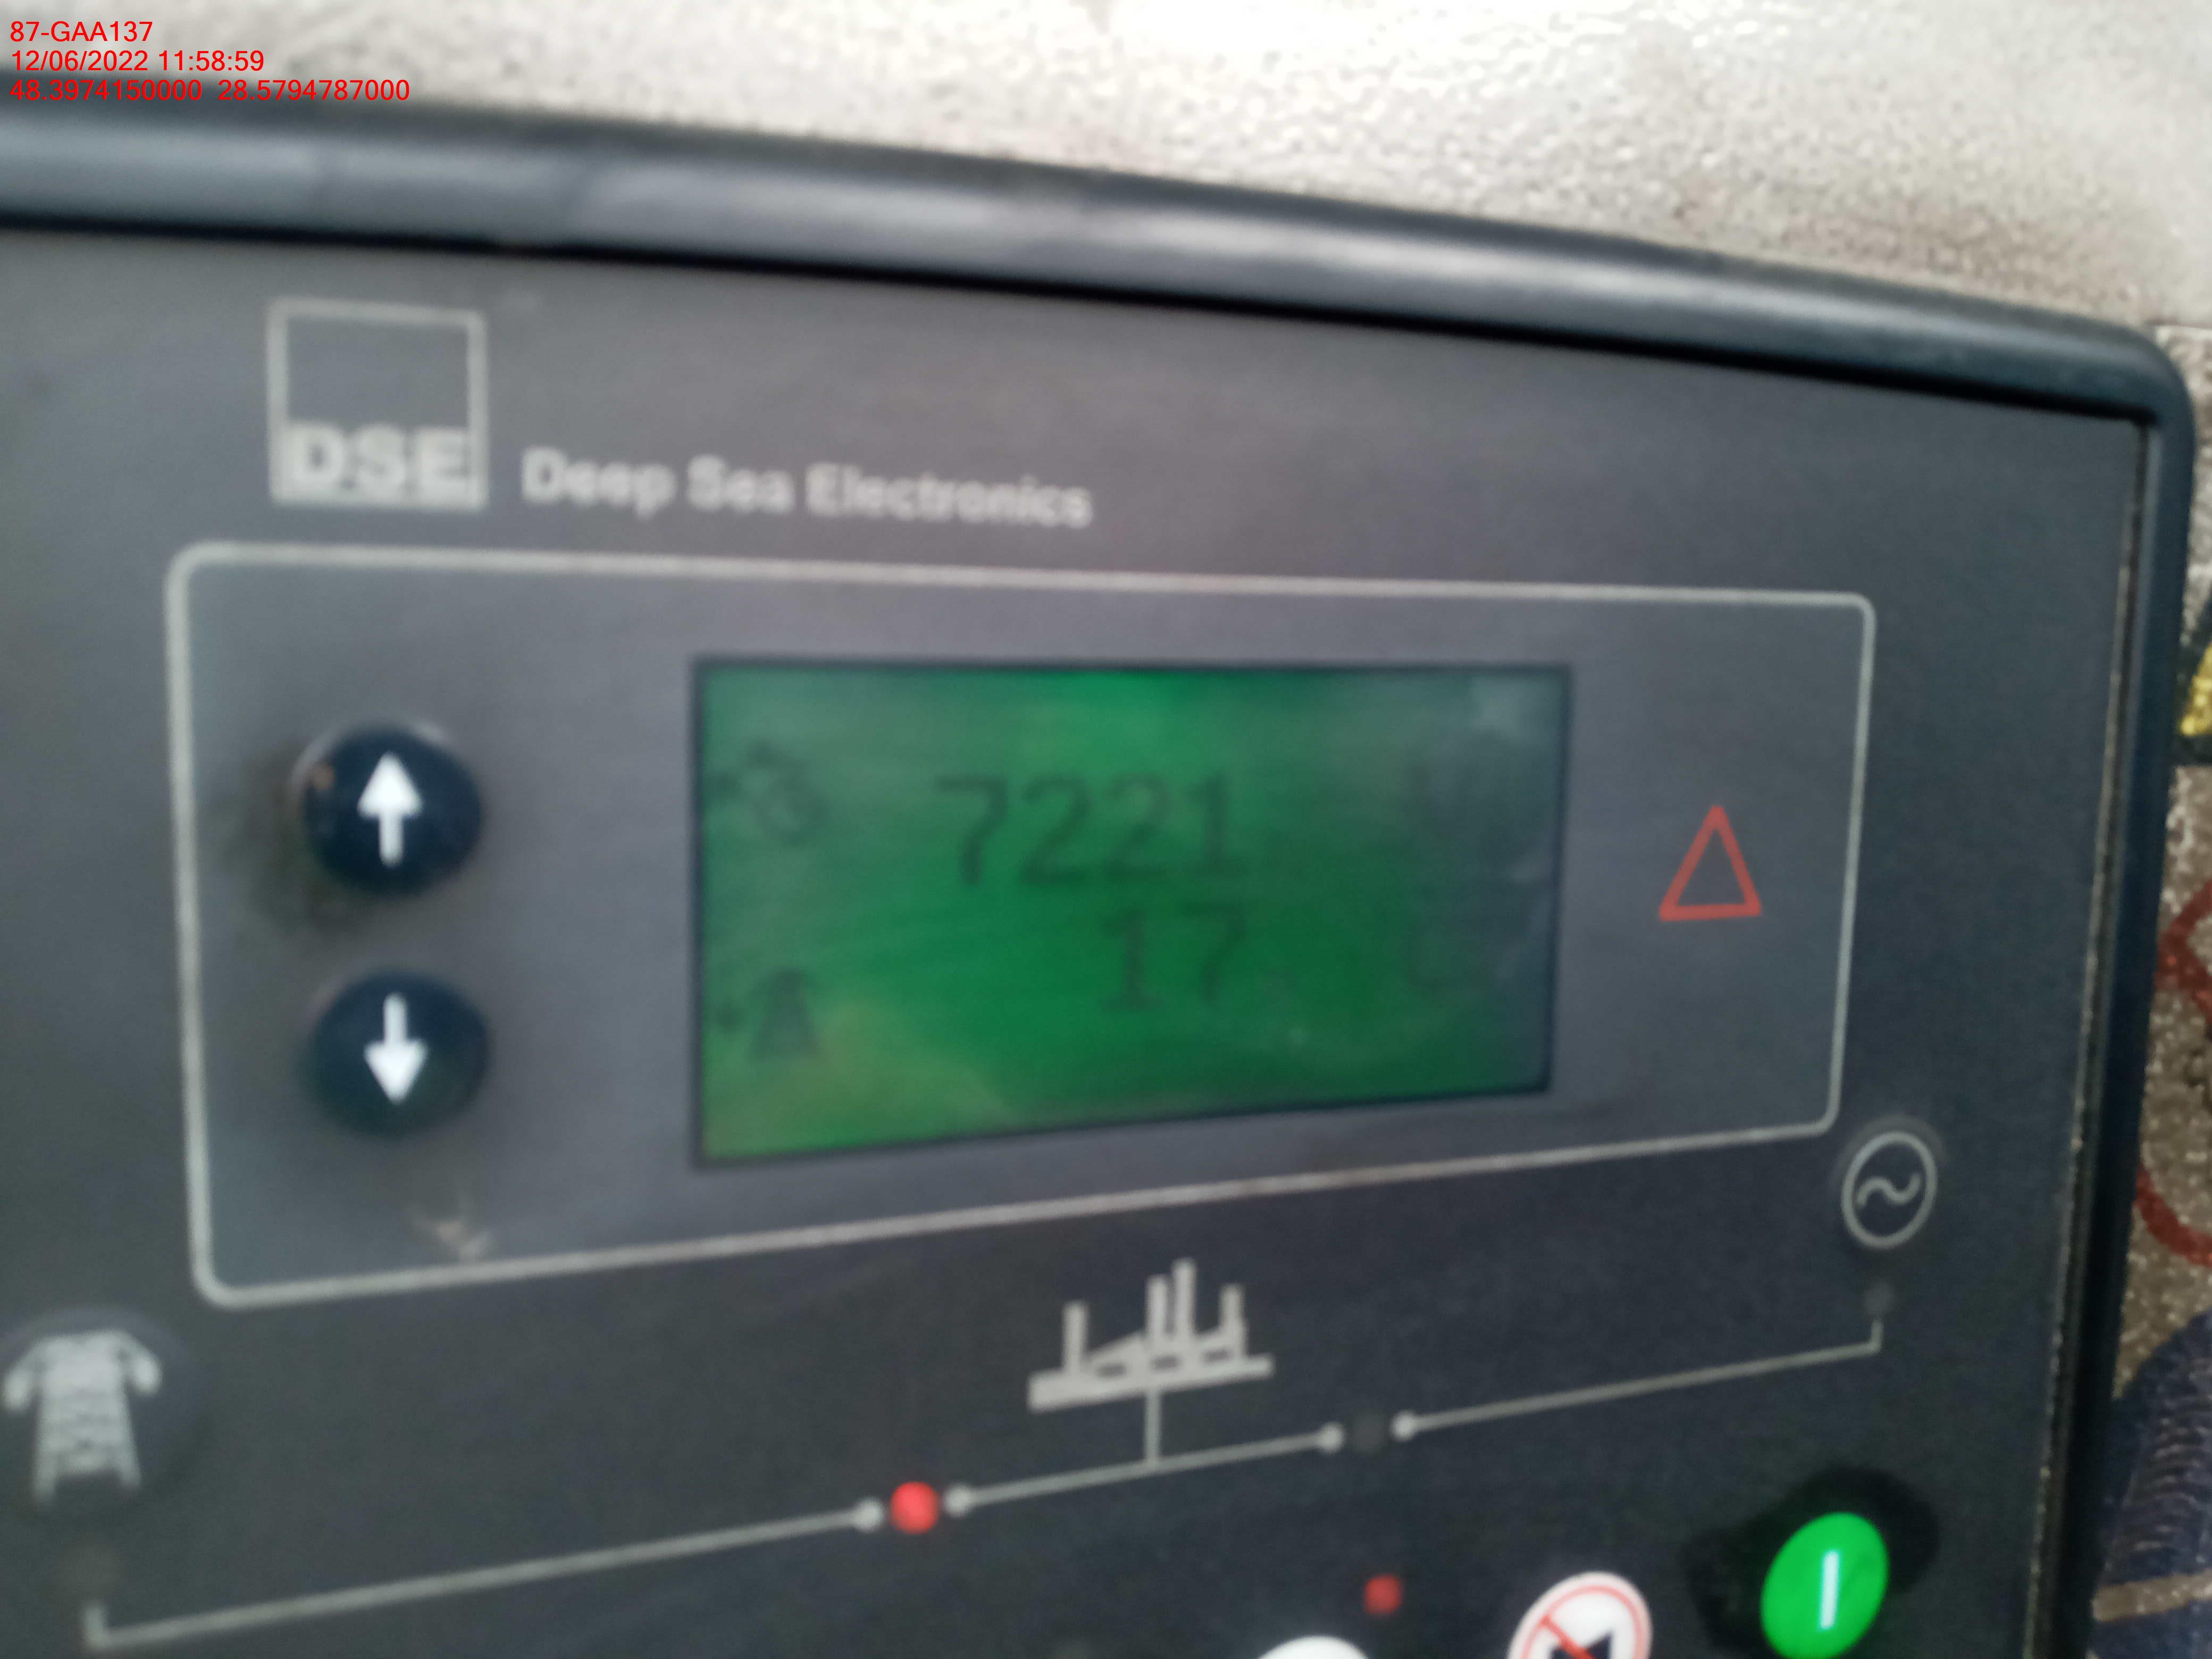 87-GAA137
12/06/2022 11:58:59
48.3974150000 28.5794787000
DSE
Deep Sea Electronics
7221
17